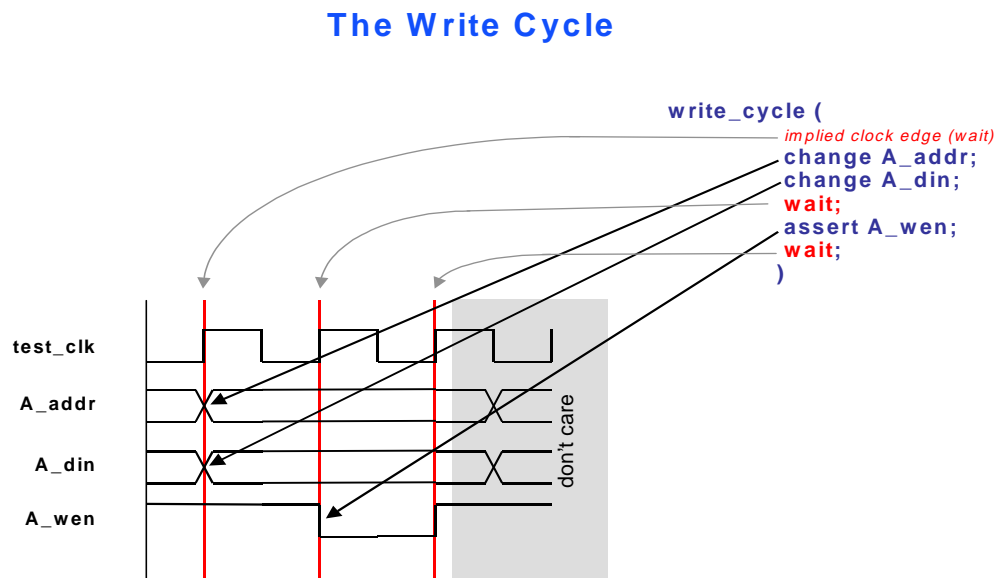 The Write Cycle
write_cycle (
implied clock edge (wait)
change A_addr;
change A_din;
wait;
assert A_wen;
wait;
)
test_clk
A_addr
A_din
A_wen
don't care